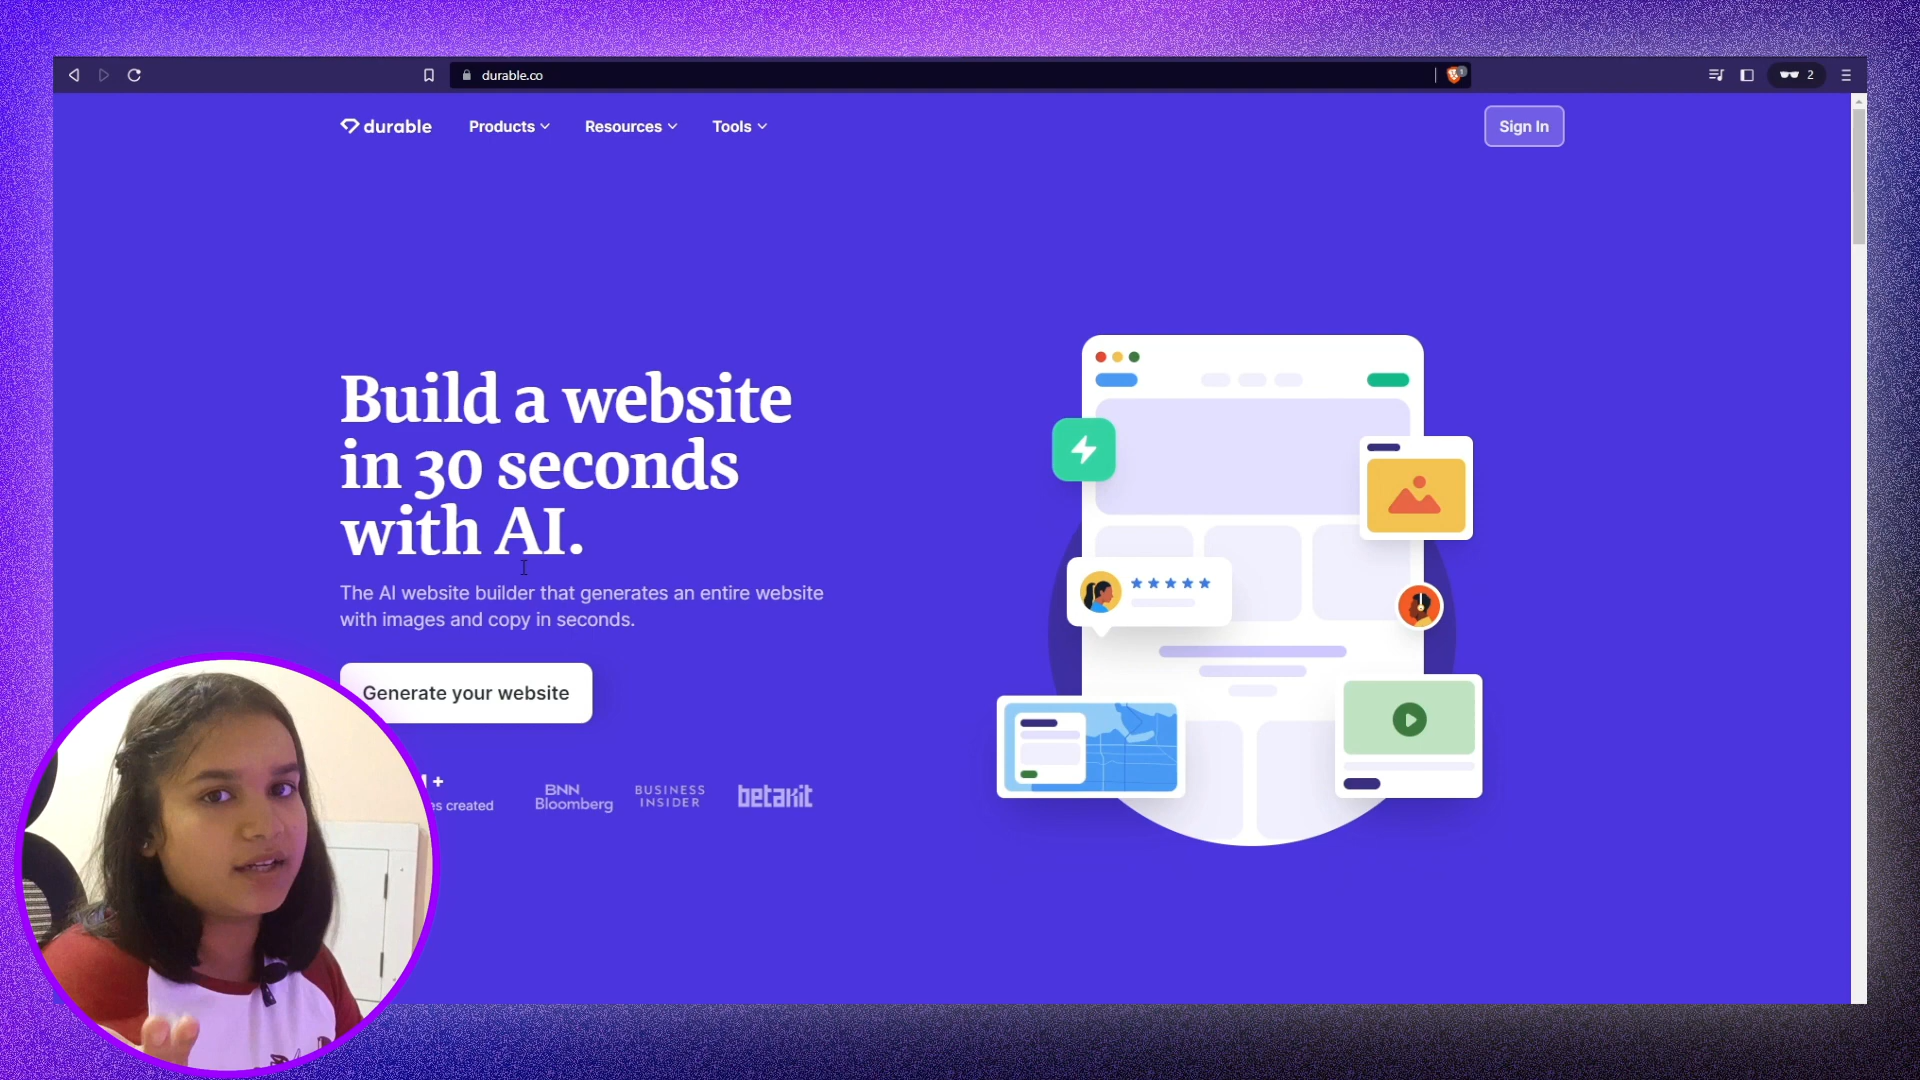 durable.co
2
durable
Products
Resources
Tools
Sign In
Build a website
in 30 seconds
with AI.
The AI website builder that generates an entire website
with images and copy in seconds.
Generate your website
+
created
BNN
Bloomberg
BUSINESS
INSIDER
betakit